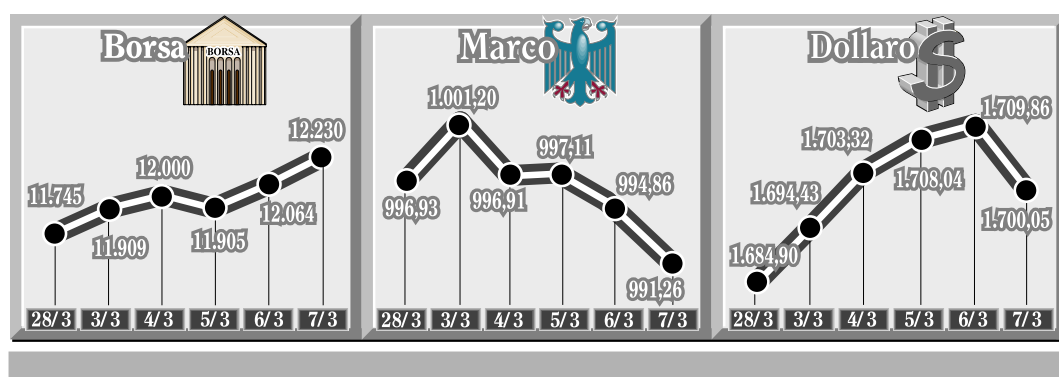 Borsa
BORSA
12.230
12.000
11.745
12.064
11.905
11.909
28/3 3/3 4/3 5/3 6/3 7/3
Marco
1.001,20
997,11
994,86
996,93
996,91
991,26
28/3 3/3 4/3 5/3 6/3 7/3
Dollaro
$
1.709,86
1.703,32
1.708,04
1.694,43
1.700,05
1.684,90
28/3 3/3 4/3 5/3 6/3 7/3